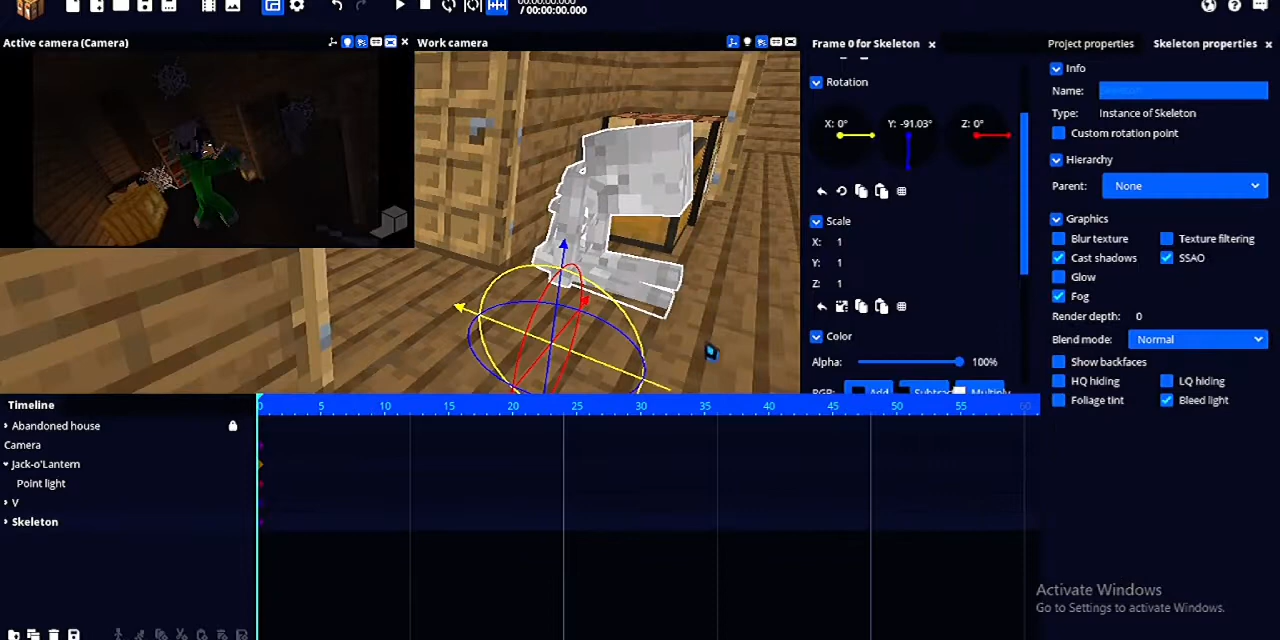 / 00:00:00.000
Active camera (Camera)
Work camera
Frame 0 for Skeleton
Project properties
Skeleton properties
Rotation
X: 0°
Y: -91.03°
Z: 0°
Scale
X: 1
Y: 1
Z: 1
Color
Alpha:
100%
RGB:
Add
Subtrac
Multiply
Info
Name:
Type:
Instance of Skeleton
Custom rotation point
Hierarchy
Parent:
None
Graphics
Blur texture
Texture filtering
Cast shadows
SSAO
Glow
Fog
Render depth:
0
Blend mode:
Normal
Show backfaces
HQ hiding
LQ hiding
Foliage tint
Bleed light
Timeline
0 5 10 15 20 25 30 35 40 45 50 55 60
Abandoned house
Camera
Jack-o'Lantern
Point light
V
Skeleton
Activate Windows
Go to Settings to activate Windows.